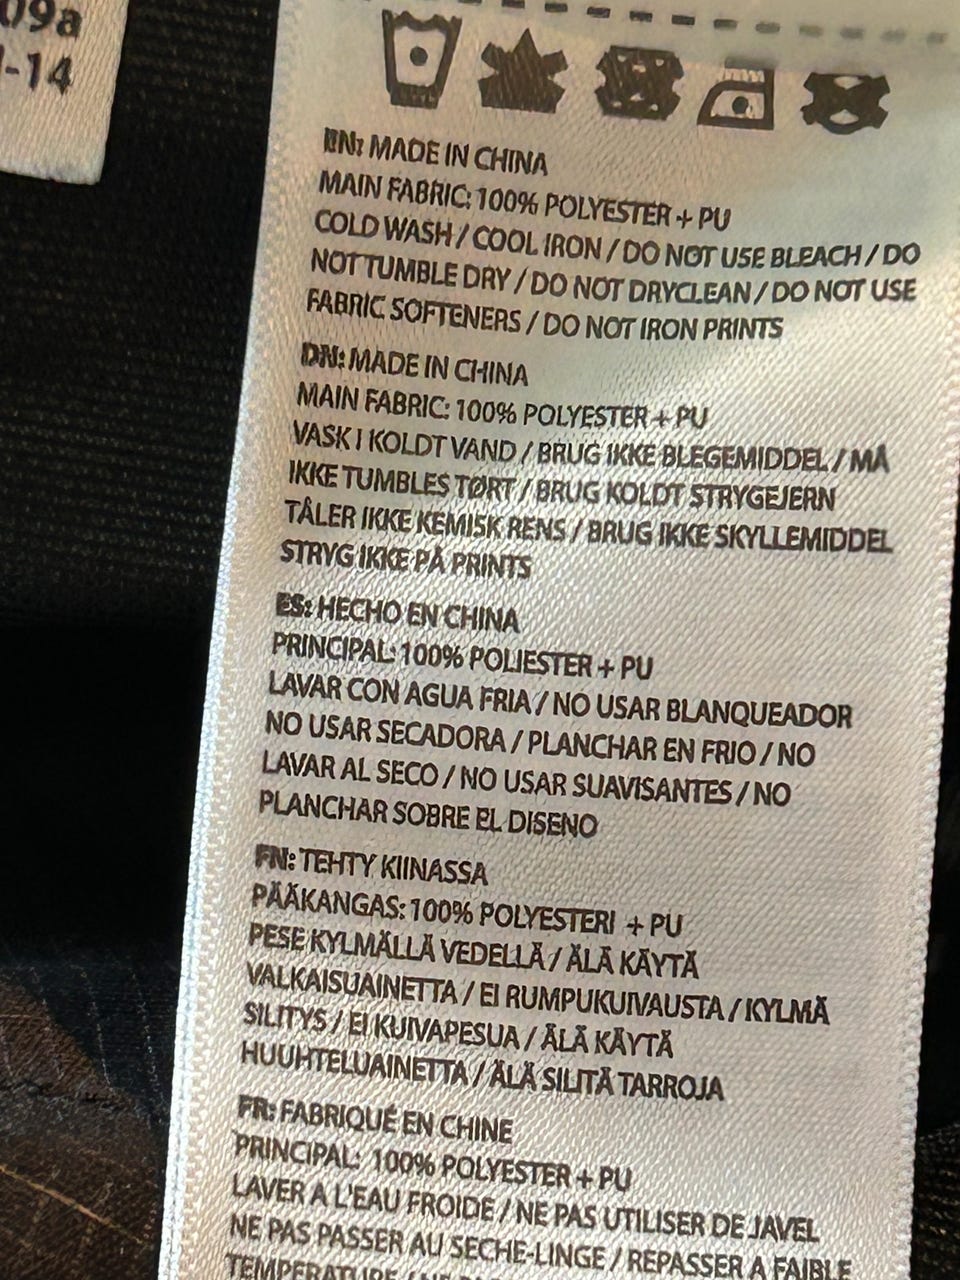 09a
-14
EN: MADE IN CHINA
MAIN FABRIC: 100% POLYESTER + PU
COLD WASH / COOL IRON / DO NOT USE BLEACH / DO
NOT TUMBLE DRY / DO NOT DRYCLEAN / DO NOT USE
FABRIC SOFTENERS / DO NOT IRON PRINTS
DN: MADE IN CHINA
MAIN FABRIC: 100% POLYESTER + PU
VASK I KOLDT VAND / BRUG IKKE BLEGEMIDDEL / MÅ
IKKE TUMBLES TØRT / BRUG KOLDT STRYGEJERN
TÅLER IKKE KEMISK RENS / BRUG IKKE SKYLLEMIDDEL
STRYG IKKE PÅ PRINTS
ES: HECHO EN CHINA
PRINCIPAL: 100% POLIESTER + PU
LAVAR CON AGUA FRIA / NO USAR BLANQUEADOR
NO USAR SECADORA / PLANCHAR EN FRIO / NO
LAVAR AL SECO / NO USAR SUAVISANTES / NO
PLANCHAR SOBRE EL DISENO
FN: TEHTY KIINASSA
PÄÄKANGAS: 100% POLYESTERI + PU
PESE KYLMÄLLÄ VEDELLÄ / ÄLÄ KÄYTÄ
VALKAISUAINETTA / EI RUMPUKUIVAUSTA / KYLMÄ
SILITYS / EI KUIVAPESUA / ÄLÄ KÄYTÄ
HUUHTELUAINETTA / ÄLÄ SILITÄ TARROJA
FR: FABRIQUÉ EN CHINE
PRINCIPAL: 100% POLYESTER + PU
LAVER A L'EAU FROIDE / NE PAS UTILISER DE JAVEL
NE PAS PASSER AU SECHE-LINGE / REPASSER A FAIBLE
TEMPERATURE /